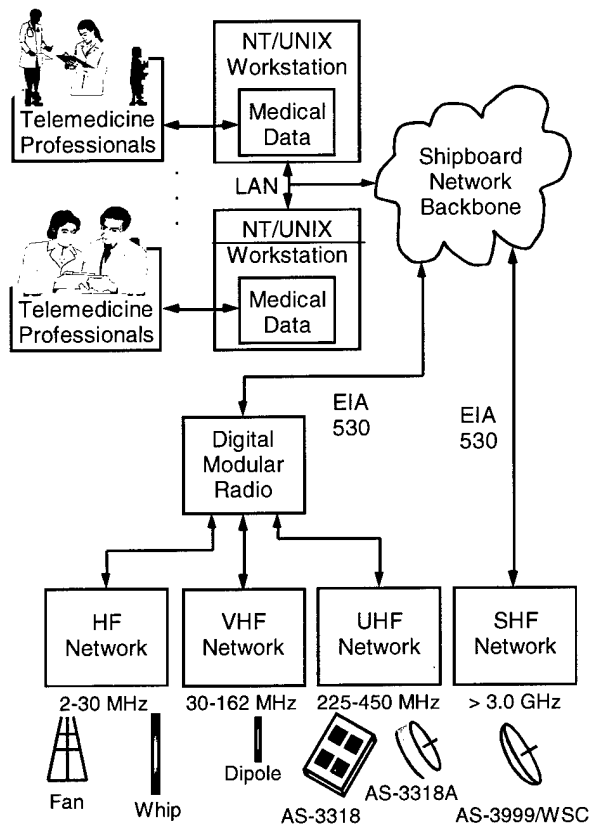 NT/UNIX
Workstation
Medical
Data
Telemedicine
Professionals
LAN
Shipboard
Network
Backbone
NT/UNIX
Workstation
Medical
Data
Telemedicine
Professionals
EIA
530
EIA
530
Digital
Modular
Radio
HF
Network
VHF
Network
UHF
Network
SHF
Network
2-30 MHz
30-162 MHz
225-450 MHz
> 3.0 GHz
Fan
Whip
Dipole
AS-3318
AS-3318A
AS-3999/WSC